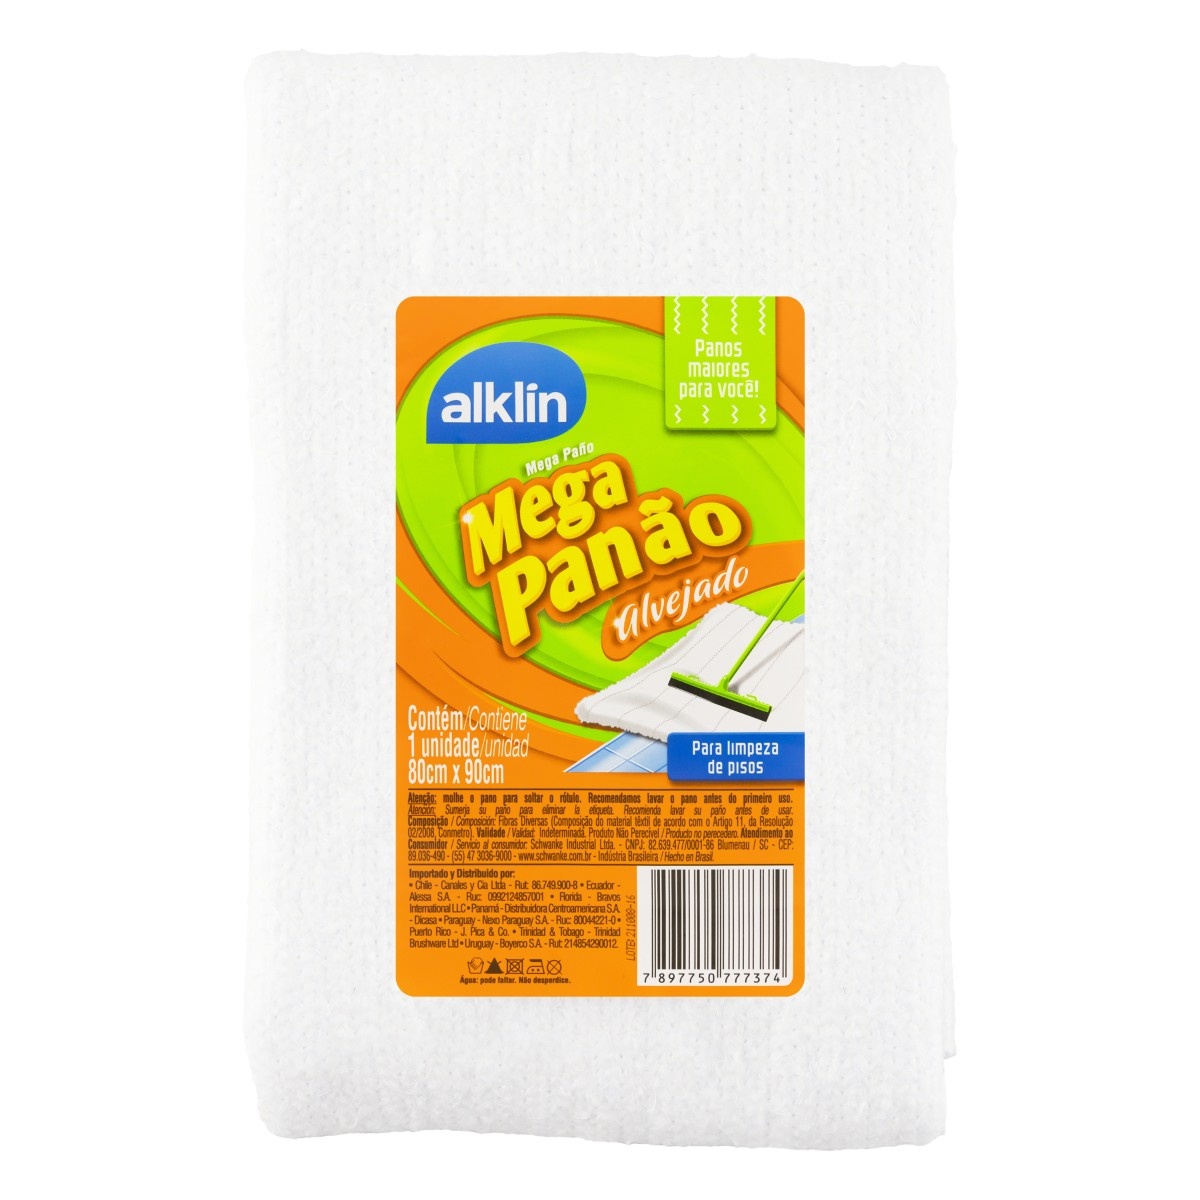 Panos
maiores
para você!
alklin
Mega Paño
Mega
Panão
alvejado
Contém/Contiene
1 unidade/unidad
80cm x 90cm
Para limpeza
de pisos
Atenção: molhe o pano para soltar o rótulo. Recomendamos lavar o pano antes do primeiro uso.
Atención: Sumerja su paño para eliminar la etiqueta. Recomienda lavar su paño antes de usar.
Composição / Composición: Fibras Diversas (Composição do material têxtil de acordo com o Artigo 11, da Resolução
02/2008, Conmetro). Validade / Validad: Indeterminada. Produto Não Perecível / Producto no perecedero. Atendimento ao
Consumidor / Servicio al consumidor: Schwanke Industrial Ltda. - CNPJ: 82.639.477/0001-86 Blumenau / SC - CEP:
89.036-490 - (55) 47 3036-9000 - www.schwanke.com.br - Indústria Brasileira / Hecho en Brasil.
Importado y Distribuido por:
• Chile - Canales y Cia Ltda - Rut: 86.749.900-8 • Ecuador -
Alessa S.A. - Ruc: 0992124857001 • Florida - Bravos
International LLC • Panamá - Distribuidora Centroamericana S.A.
- Dicasa • Paraguay - Nexo Paraguay S.A. - Ruc: 80044221-0 •
Puerto Rico - J. Pica & Co. • Trinidad & Tobago - Trinidad
Brushware Ltd • Uruguay - Boyerco S.A. - Rut: 214854290012.
Água: pode faltar. Não desperdice.
LOTE: 211008-16
7 897750 777374